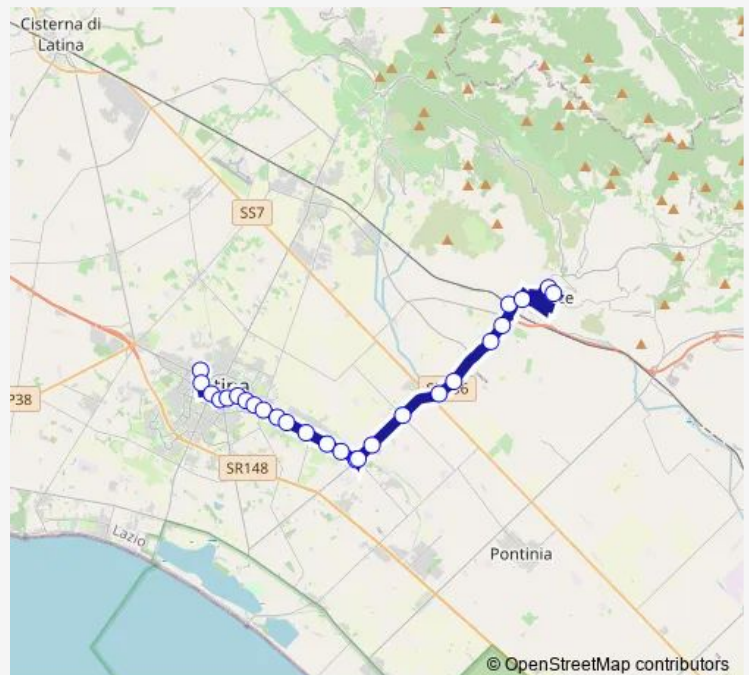 Cisterna di
Latina
SS7
P38
SR148
Lazio
Pontinia
© OpenStreetMap contributors